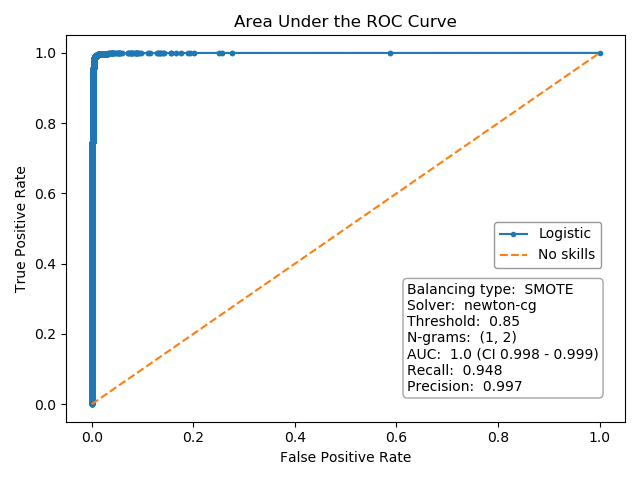 Area Under the ROC Curve
True Positive Rate
1.0
0.8
0.6
0.4
0.2
0.0
Logistic
No skills
Balancing type:  SMOTE
Solver:  newton-cg
Threshold:  0.85
N-grams:  (1, 2)
AUC:  1.0 (CI 0.998 - 0.999)
Recall:  0.948
Precision:  0.997
0.0 0.2 0.4 0.6 0.8 1.0
False Positive Rate